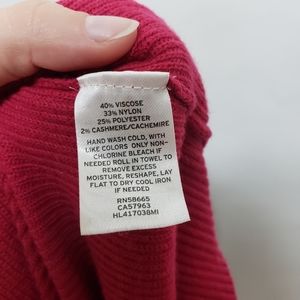 40% VISCOSE
33% NYLON
25% POLYESTER
2% CASHMERE/CACHEMIRE
HAND WASH COLD, WITH
LIKE COLORS ONLY NON-
CHLORINE BLEACH IF
NEEDED ROLL IN TOWEL TO
REMOVE EXCESS
MOISTURE, RESHAPE, LAY
FLAT TO DRY COOL IRON
IF NEEDED
RN58665
CA57963
HL417038MI